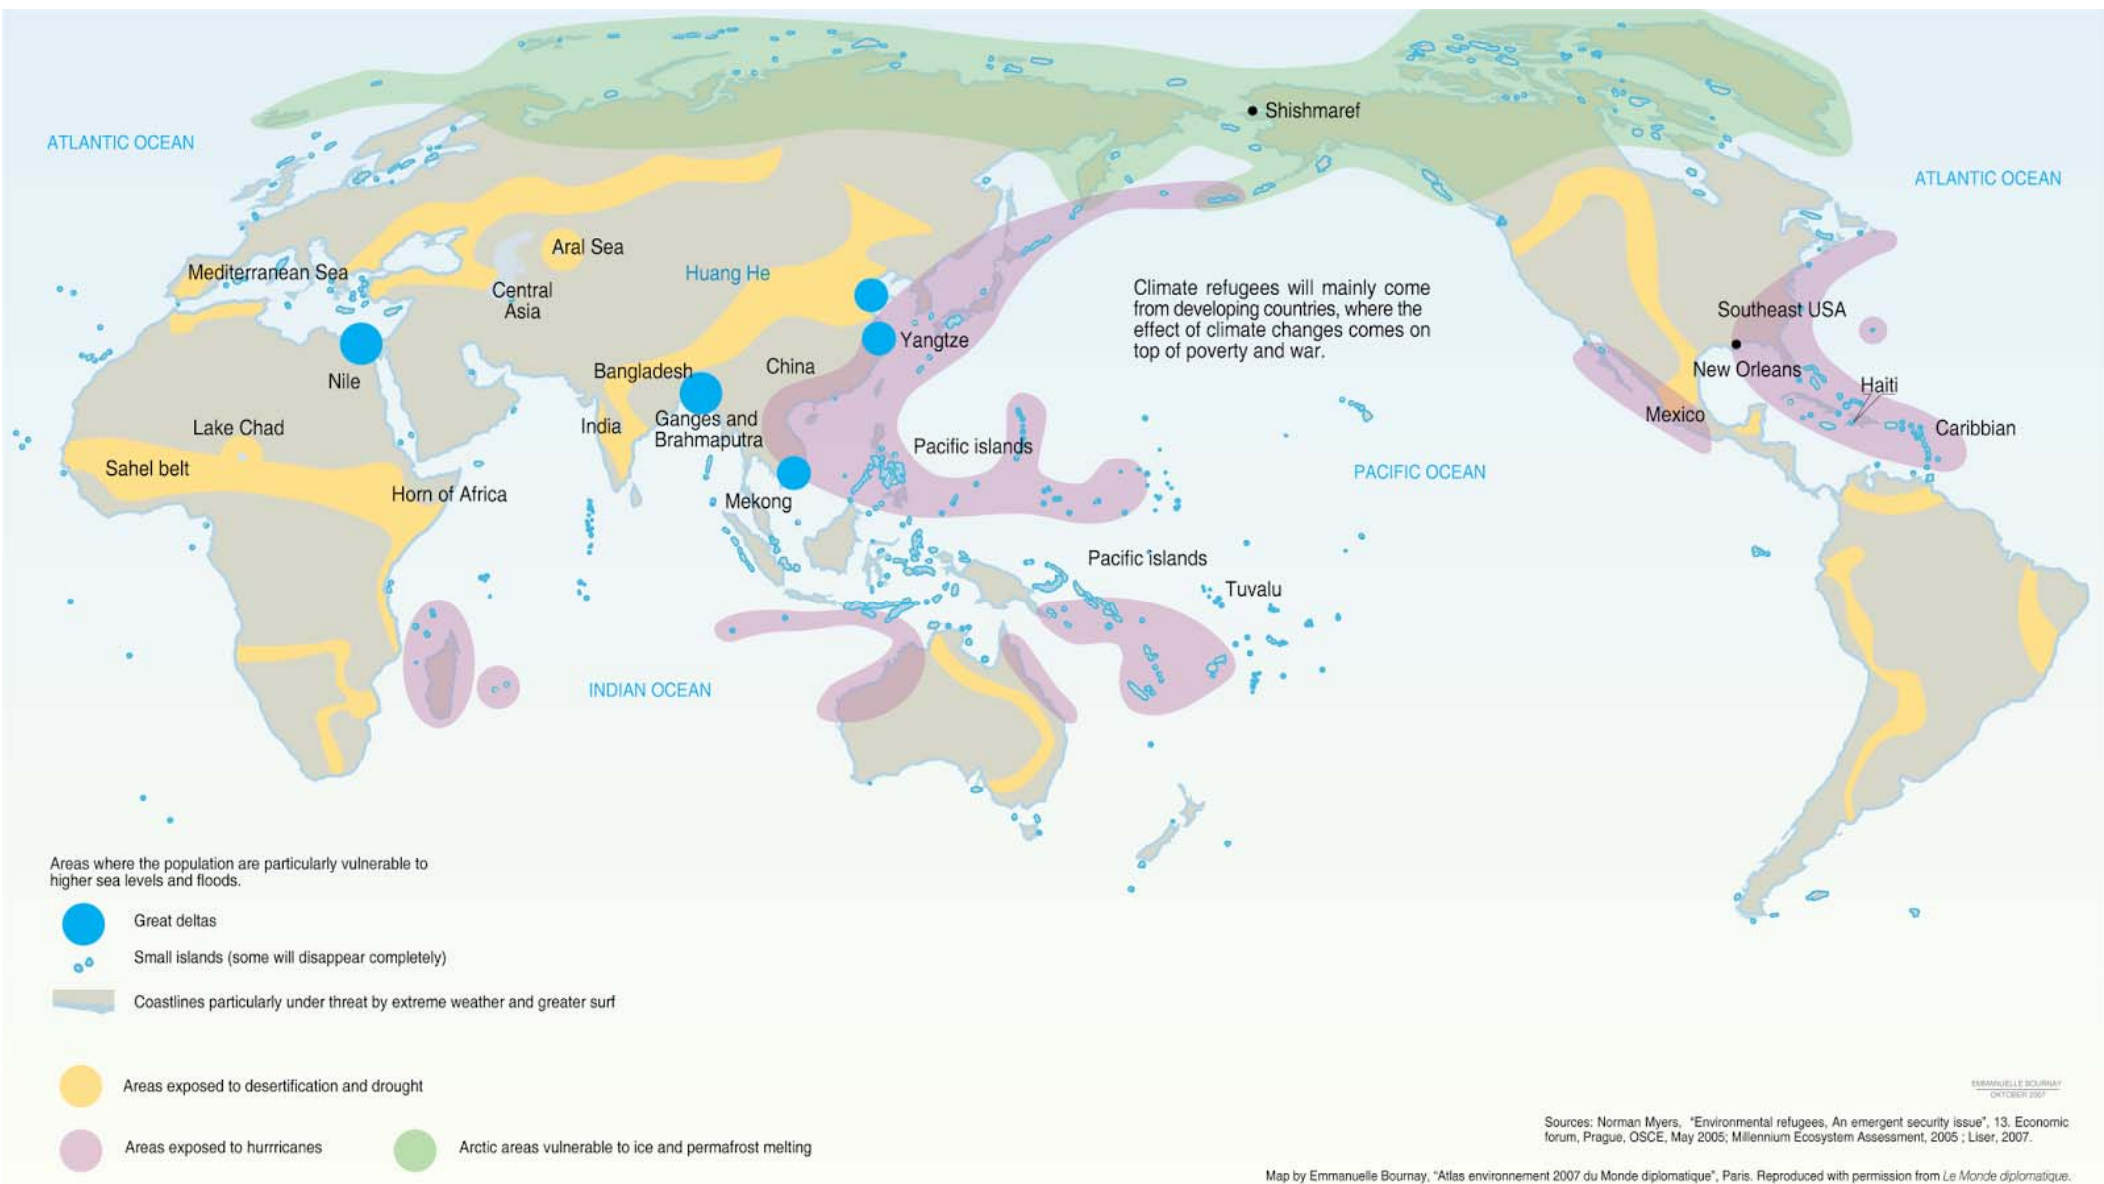 ATLANTIC OCEAN
Shishmaref
ATLANTIC OCEAN
Aral Sea
Mediterranean Sea
Huang He
Central
Asia
Climate refugees will mainly come
from developing countries, where the
effect of climate changes comes on
top of poverty and war.
Southeast USA
Yangtze
Nile
Bangladesh
China
New Orleans
Haiti
Lake Chad
India
Ganges and
Brahmaputra
Mexico
Caribbean
Pacific islands
Sahel belt
PACIFIC OCEAN
Horn of Africa
Mekong
Pacific islands
Tuvalu
INDIAN OCEAN
Areas where the population are particularly vulnerable to
higher sea levels and floods.
Great deltas
Small islands (some will disappear completely)
Coastlines particularly under threat by extreme weather and greater surf
Areas exposed to desertification and drought
Areas exposed to hurrricanes
Arctic areas vulnerable to ice and permafrost melting
EMMANUELLE BOURNAY
OKTOBER 2007
Sources: Norman Myers, "Environmental refugees, An emergent security issue", 13. Economic
forum, Prague, OSCE, May 2005; Millennium Ecosystem Assessment, 2005 ; Liser, 2007.
Map by Emmanuelle Bournay, "Atlas environnement 2007 du Monde diplomatique", Paris. Reproduced with permission from Le Monde diplomatique.